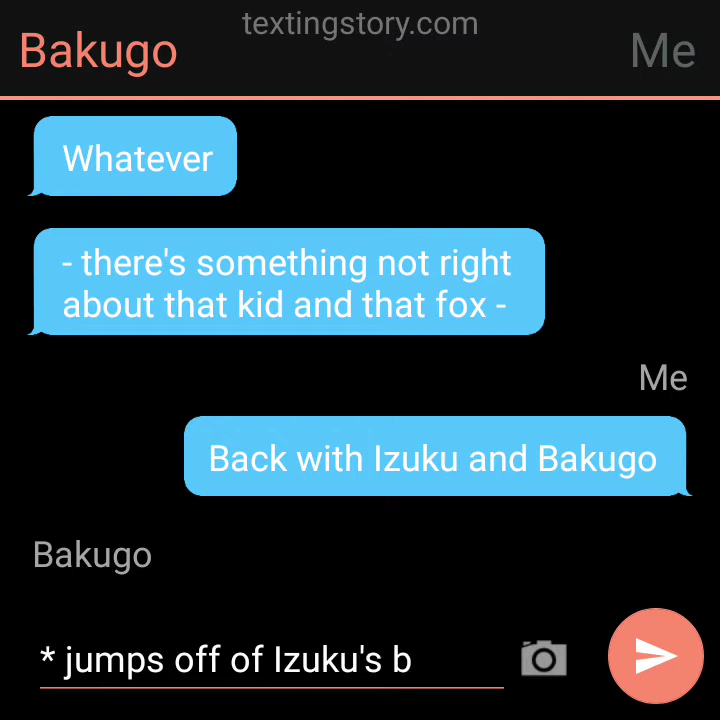 textingstory.com
Bakugo
Me
Whatever
- there's something not right
about that kid and that fox -
Me
Back with Izuku and Bakugo
Bakugo
* jumps off of Izuku's b